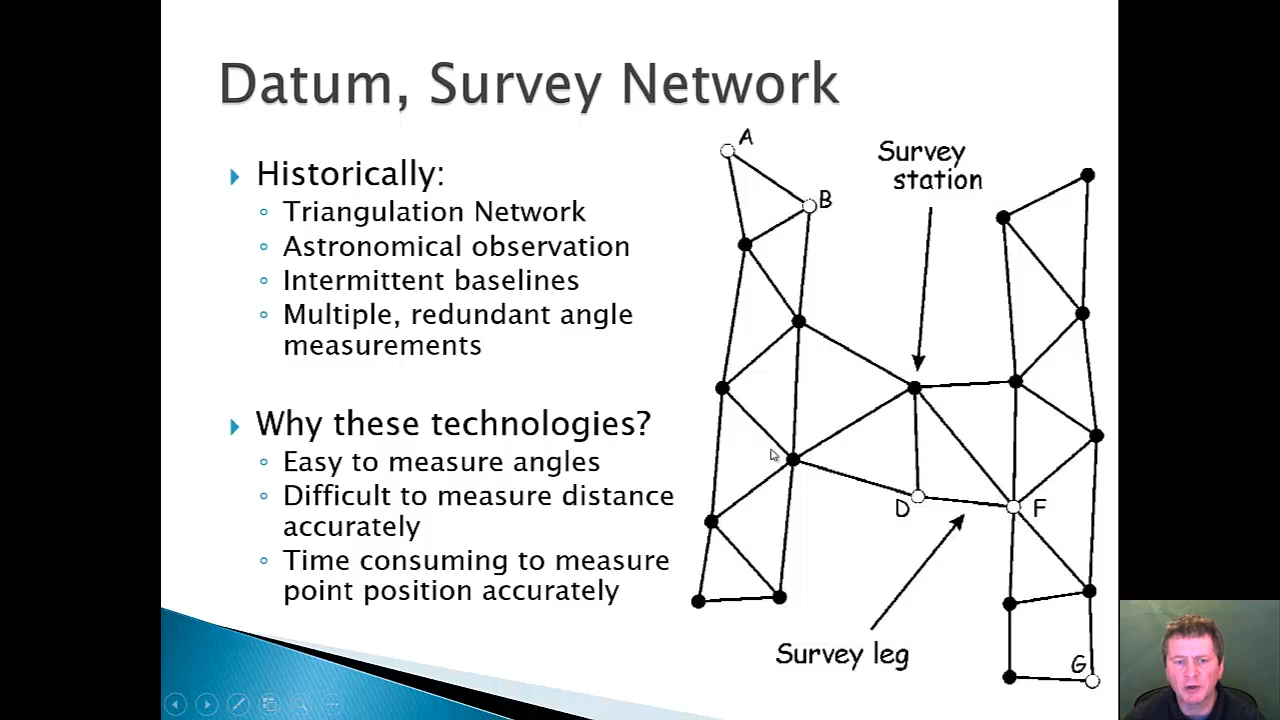 Datum, Survey Network
Historically:
Triangulation Network
Astronomical observation
Intermittent baselines
Multiple, redundant angle
measurements
Why these technologies?
Easy to measure angles
Difficult to measure distance
accurately
Time consuming to measure
point position accurately
A
B
Survey
station
D
F
Survey leg
G